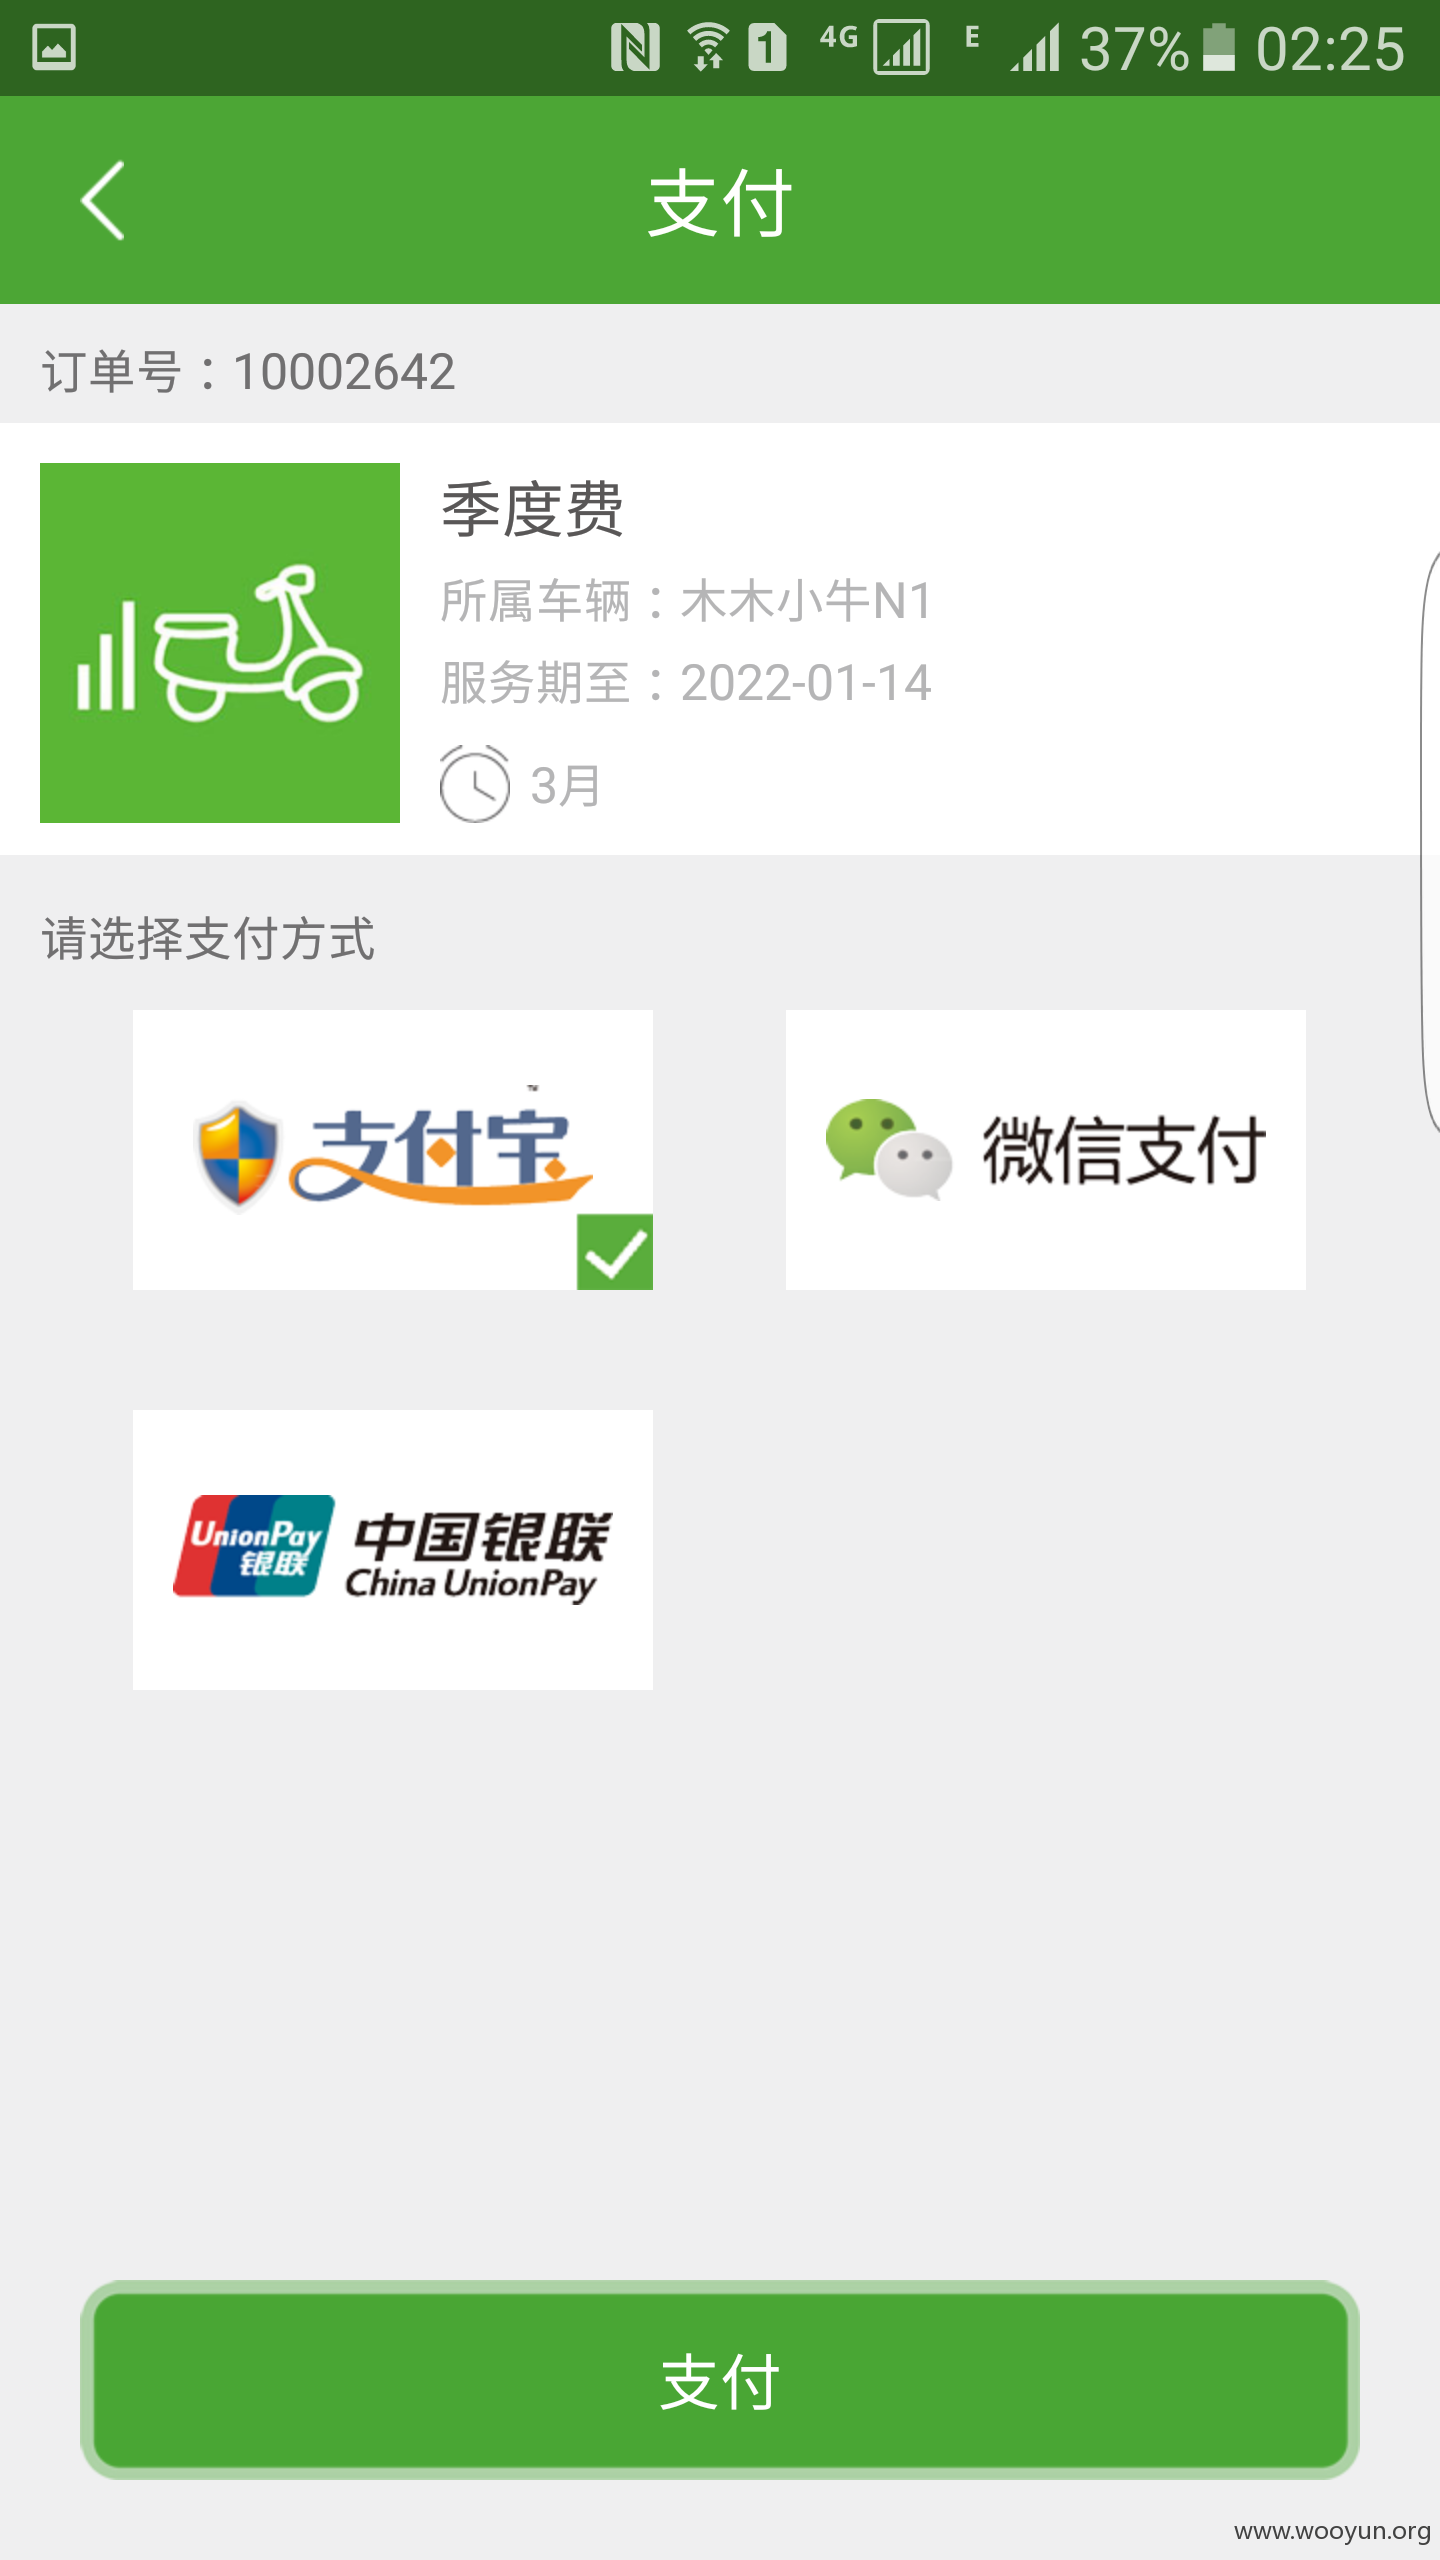 4G E 37% 02:25
支付
订单号：10002642
季度费
所属车辆：木木小牛N1
服务期至：2022-01-14
3月
请选择支付方式
支付宝
微信支付
UnionPay 银联 中国银联
China UnionPay
支付
www.wooyun.org